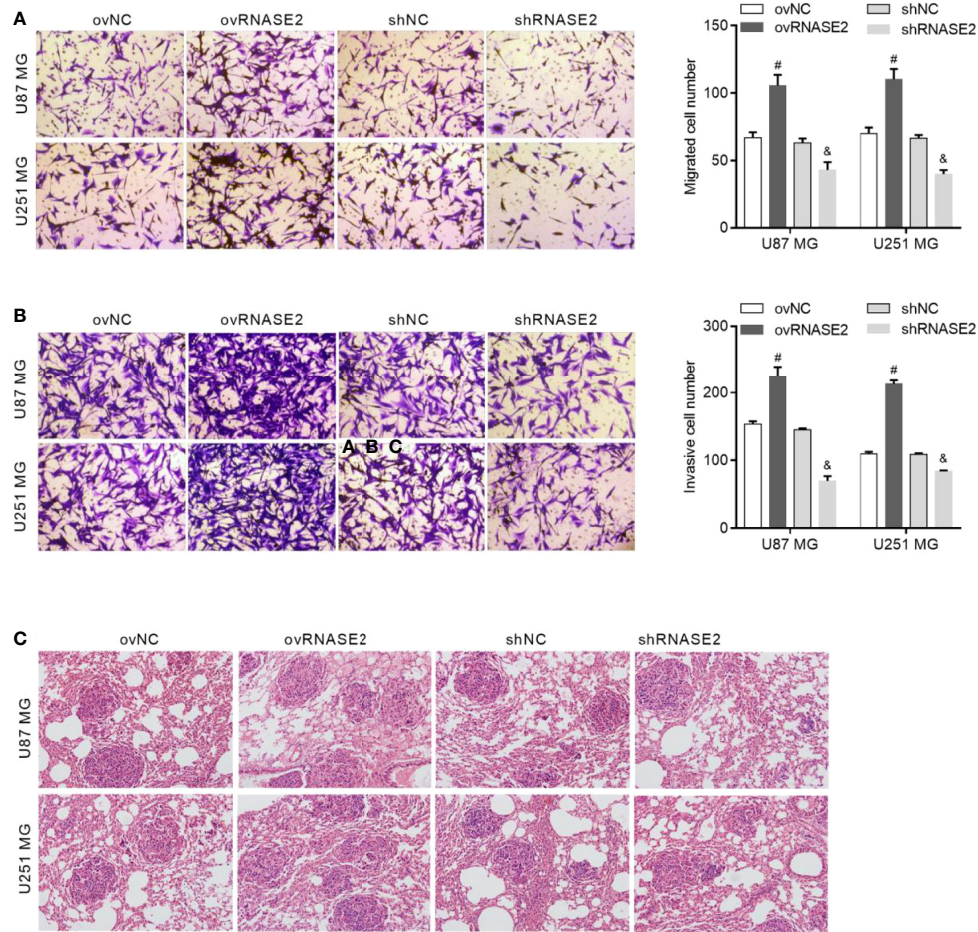 A
ovNC ovRNASE2 shNC shRNASE2
U87 MG
U251 MG
ovNC shNC
ovRNASE2 shRNASE2
Migrated cell number
150
100
50
0
# & # &
U87 MG U251 MG
B
ovNC ovRNASE2 shNC shRNASE2
U87 MG
U251 MG
A B C
ovNC shNC
ovRNASE2 shRNASE2
Invasive cell number
300
200
100
0
# & # &
U87 MG U251 MG
C
ovNC ovRNASE2 shNC shRNASE2
U87 MG
U251 MG